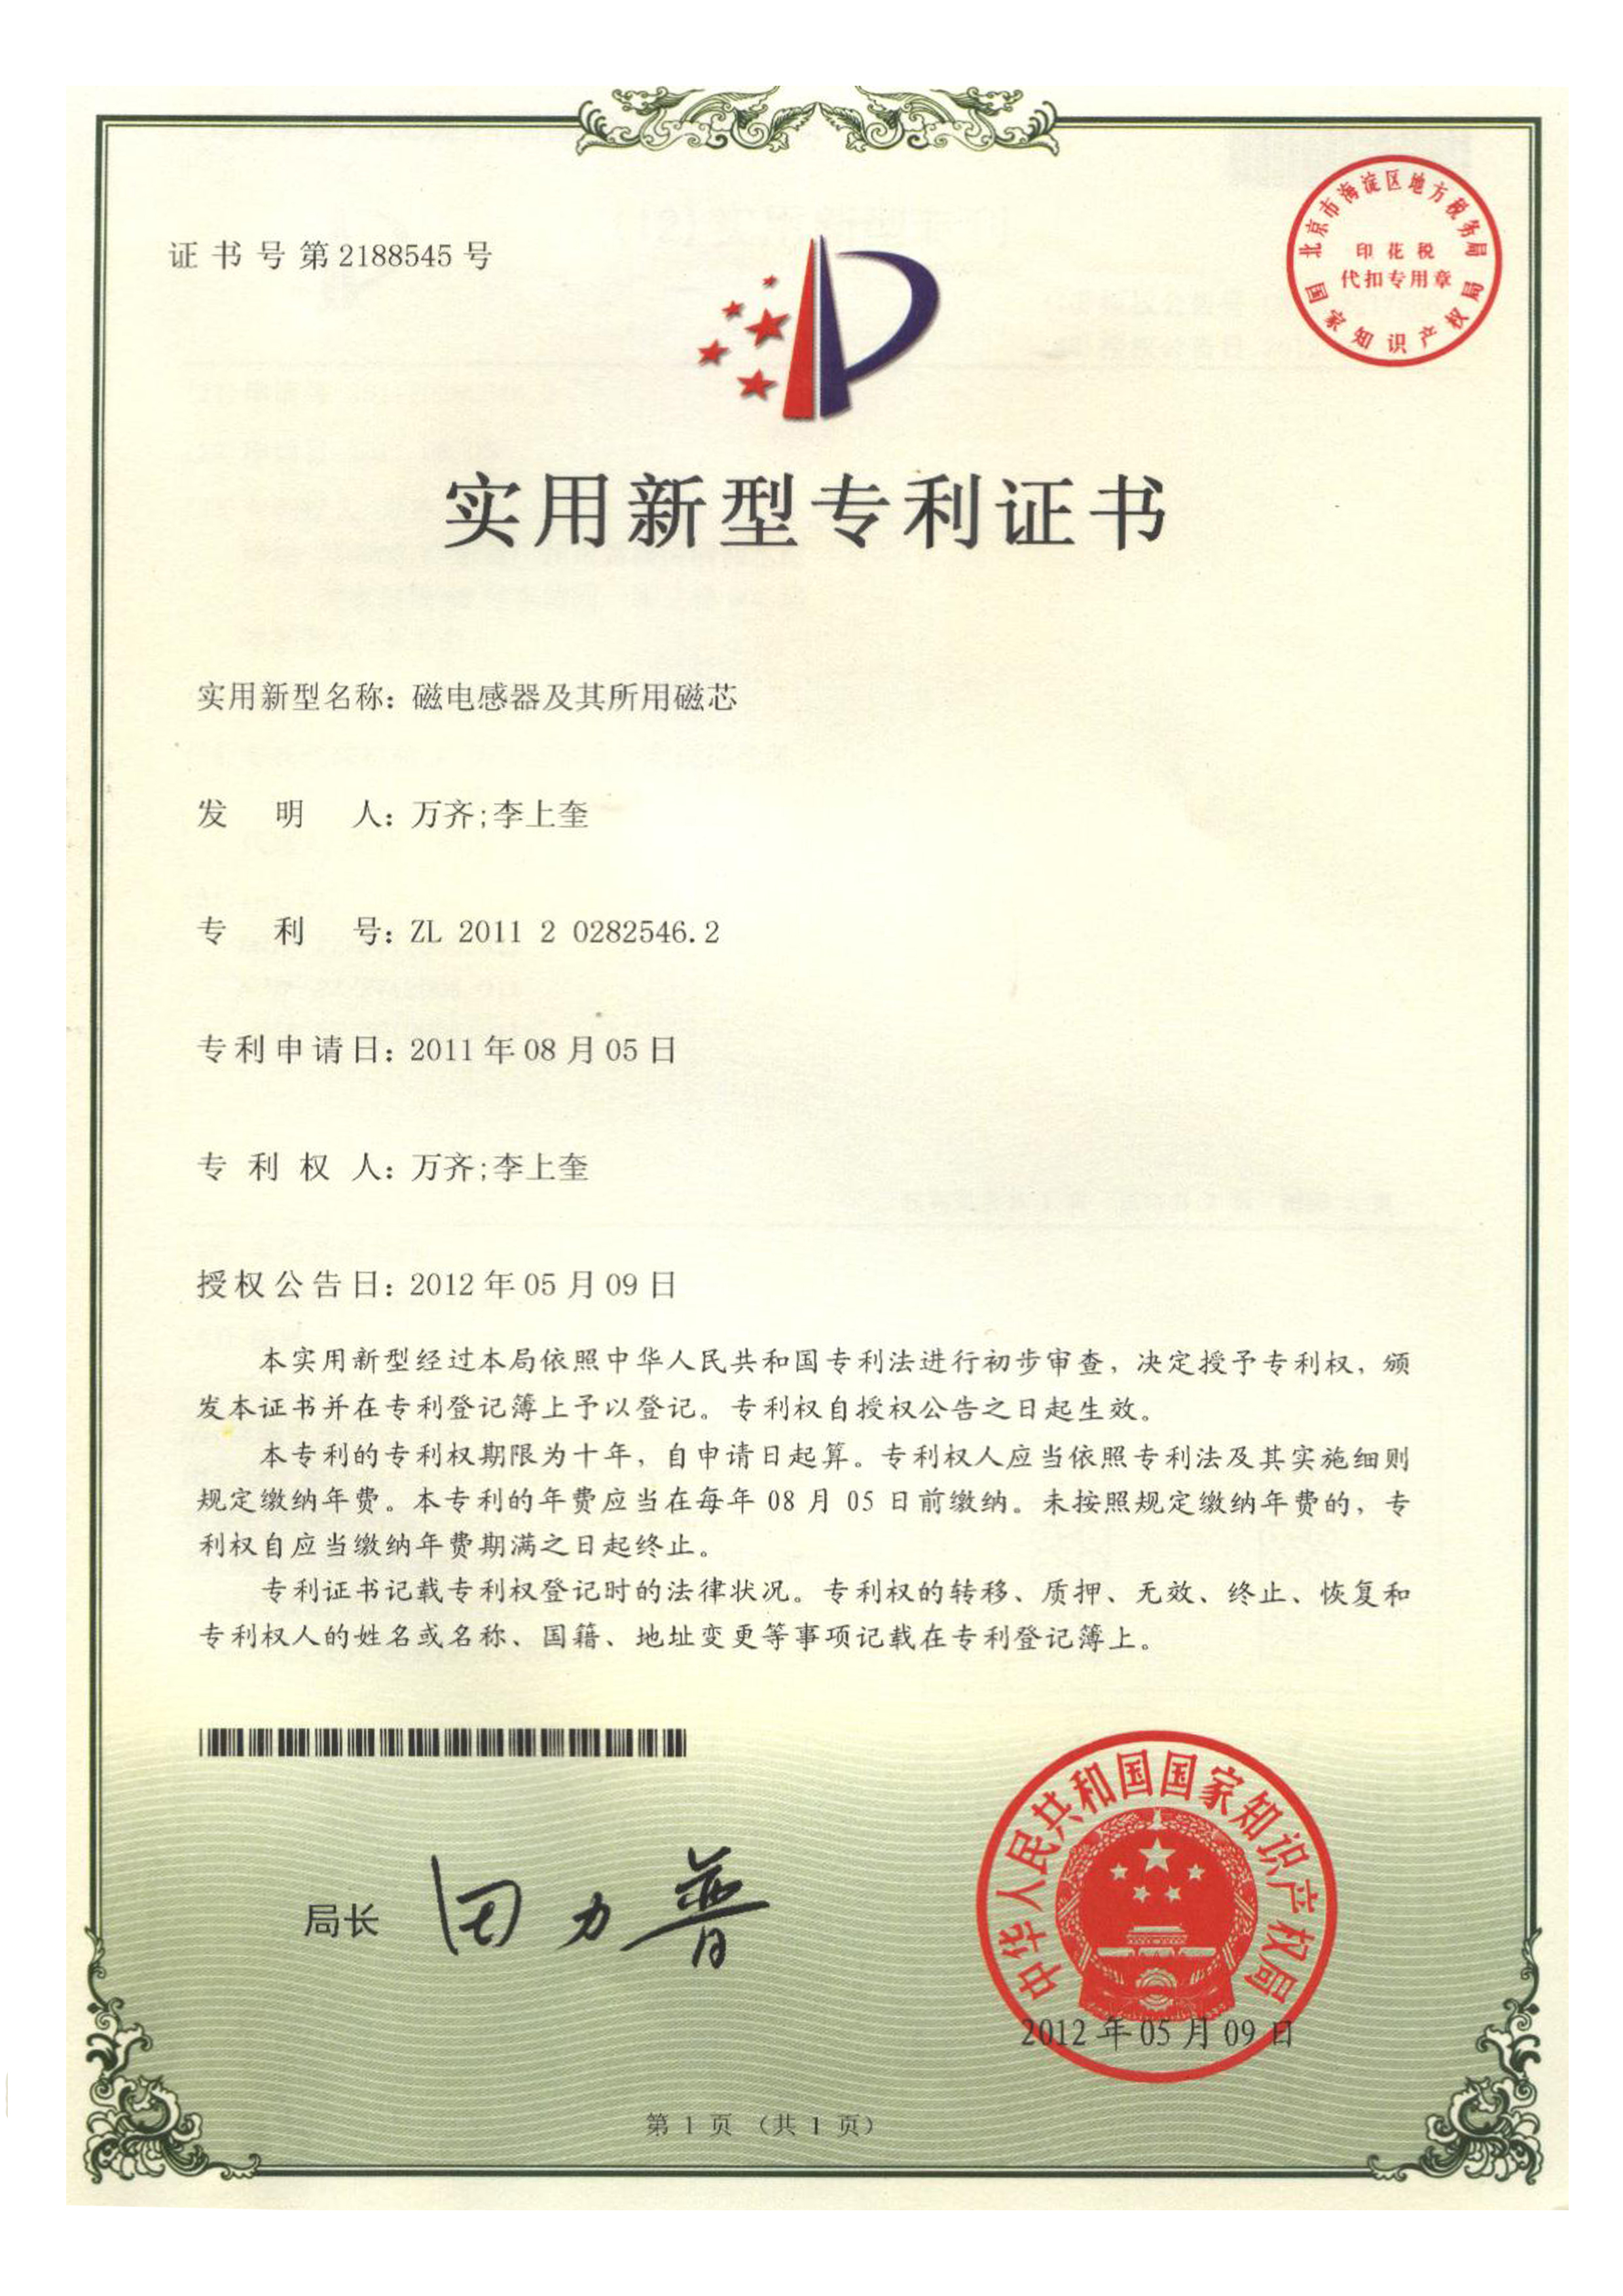 证书号第2188545号
北京市海淀区地方税务局
印花税
代扣专用章
国家知识产权局
实用新型专利证书
实用新型名称：磁电感器及其所用磁芯
发明人：万齐;李上奎
专利号：ZL 2011 2 0282546.2
专利申请日：2011年08月05日
专利权人：万齐;李上奎
授权公告日：2012年05月09日
本实用新型经过本局依照中华人民共和国专利法进行初步审查，决定授予专利权，颁
发本证书并在专利登记簿上予以登记。专利权自授权公告之日起生效。
本专利的专利权期限为十年，自申请日起算。专利权人应当依照专利法及其实施细则
规定缴纳年费。本专利的年费应当在每年 08 月 05 日前缴纳。未按照规定缴纳年费的，专
利权自应当缴纳年费期满之日起终止。
专利证书记载专利权登记时的法律状况。专利权的转移、质押、无效、终止、恢复和
专利权人的姓名或名称、国籍、地址变更等事项记载在专利登记簿上。
局长 田力普
中华人民共和国国家知识产权局
2012年05月09日
第 1 页 （共 1 页）